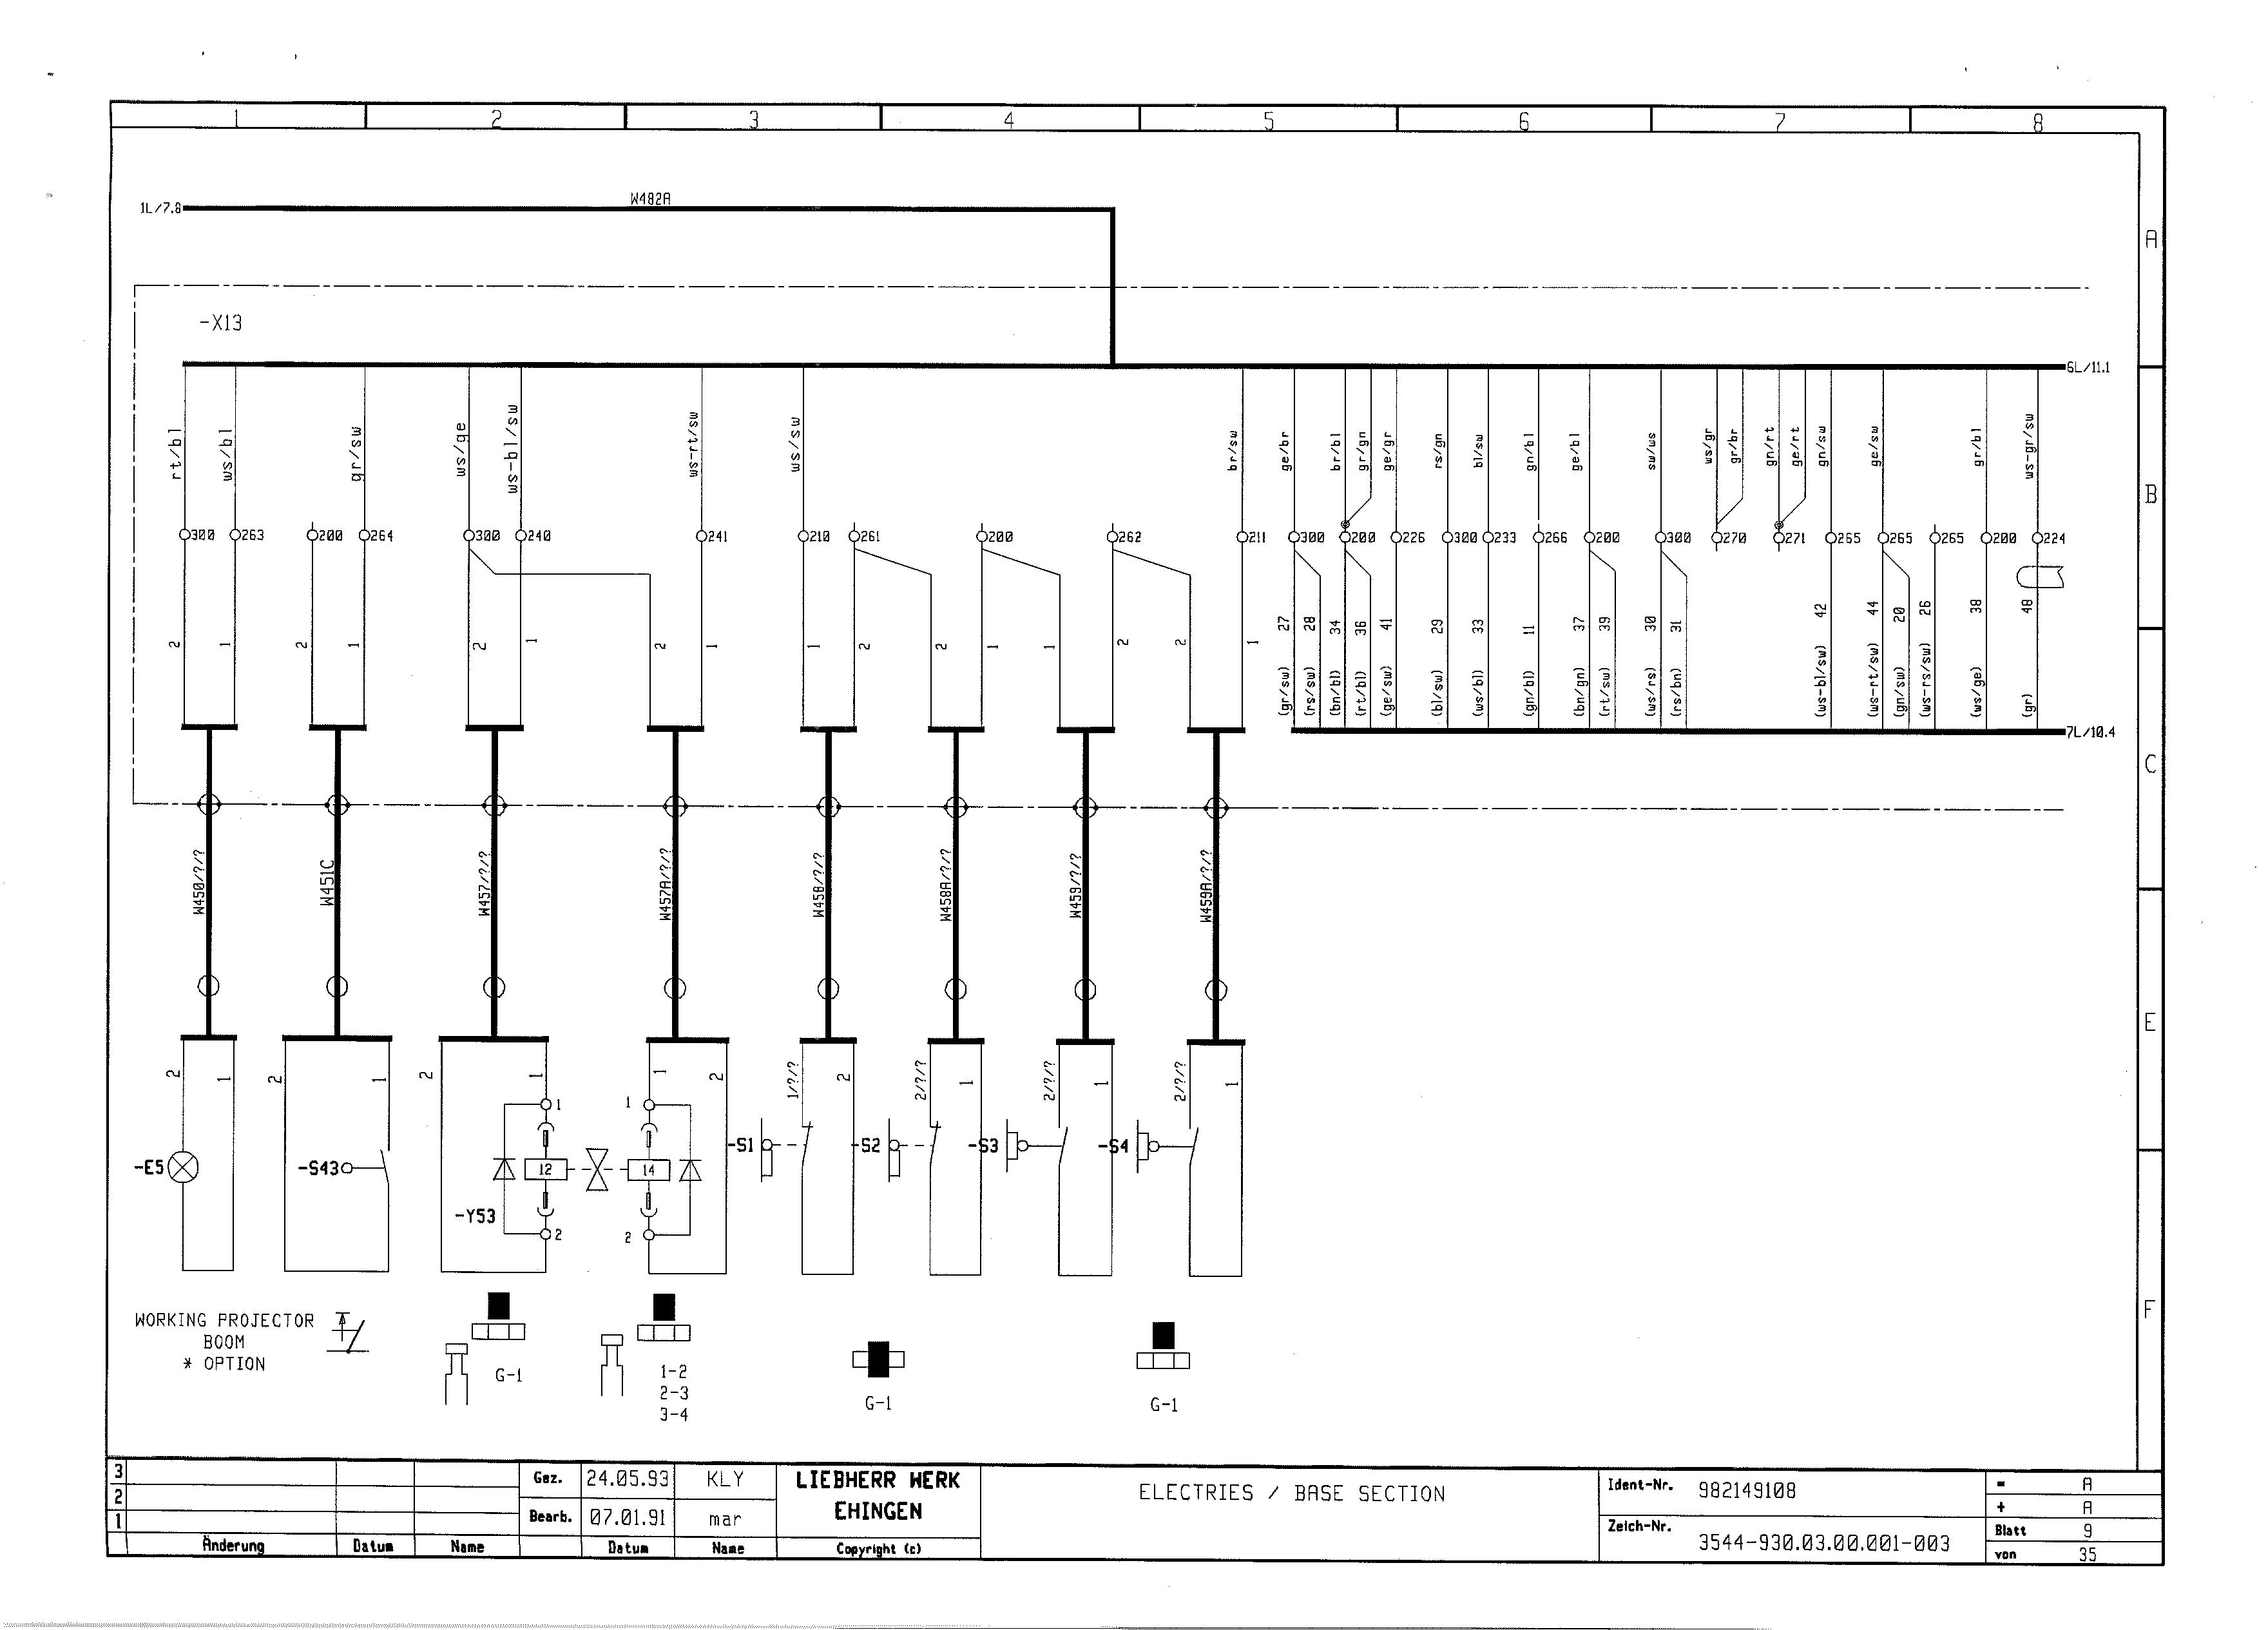 1 2 3 4 5 6 7 8
A
B
C
E
F
1L/7.8
W482A
-X13
6L/11.1
rt/bl
ws/bl
gr/sw
ws/ge
ws-bl/sw
ws-rt/sw
ws/sw
br/sw
ge/br
br/bl
gr/gn
ge/gr
rs/gn
bl/sw
gn/bl
ge/bl
sw/ws
ws/gr
gr/br
gn/rt
ge/rt
gn/sw
ge/sw
gr/bl
ws-gr/sw
300 263 200 264 300 240 241 210 261 200 262 211 300 200 226 300 233 266 200 300 270 271 265 265 265 200 224
2 1 2 1 2 1 2 1 1 2 2 1 1 2 2 1
27 28 34 36 41 29 33 11 37 39 30 31 42 44 20 26 38 48
(gr/sw)
(rs/sw)
(bn/bl)
(rt/bl)
(ge/sw)
(bl/sw)
(ws/bl)
(gn/bl)
(bn/gn)
(rt/sw)
(ws/rs)
(rs/bn)
(ws-bl/sw)
(ws-rt/sw)
(gn/sw)
(ws-rs/sw)
(ws/ge)
(gr)
7L/10.4
W450/?/?
W451C
W457/?/?
W457A/?/?
W458/?/?
W458A/?/?
W459/?/?
W459A/?/?
2 1 2 1 2 1 1 2 1/?/? 2 2/?/? 1 2/?/? 1 2/?/? 1
1 1
-S1 -S2 -S3 -S4
-E5 -S43 12 14
-Y53
2 2
WORKING PROJECTOR
BOOM
* OPTION
G-1
1-2
2-3
3-4
G-1
G-1
3
2
1
Änderung Datum Name
Gez. 24.05.93 KLY
Bearb. 07.01.91 mar
Datum Name
LIEBHERR WERK
EHINGEN
Copyright (c)
ELECTRIES / BASE SECTION
Ident-Nr. 982149108
Zeich-Nr. 3544-930.03.00.001-003
= A
+ A
Blatt 9
von 35